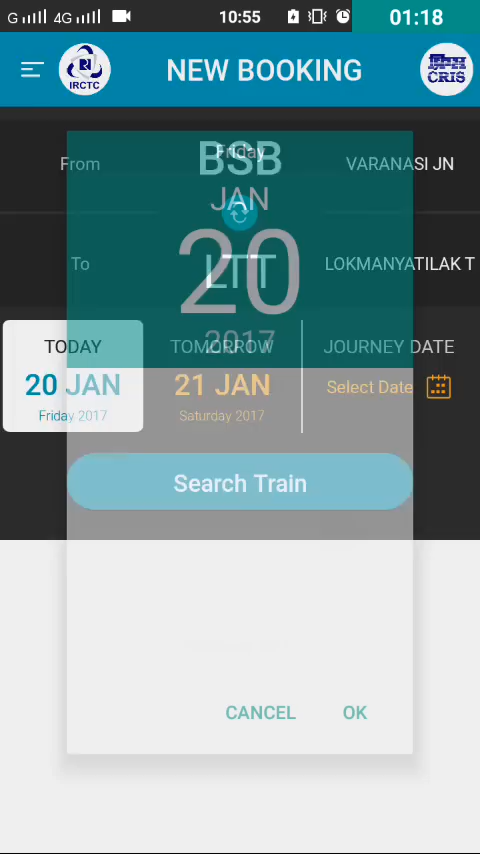 G 4G 10:55 01:18
IRCTC NEW BOOKING CRIS
From BSB VARANASI JN
Friday
JAN
20
2017
To LTT LOKMANYATILAK T
TODAY TOMORROW JOURNEY DATE
20 JAN 21 JAN Select Date
Friday 2017 Saturday 2017
Search Train
CANCEL OK